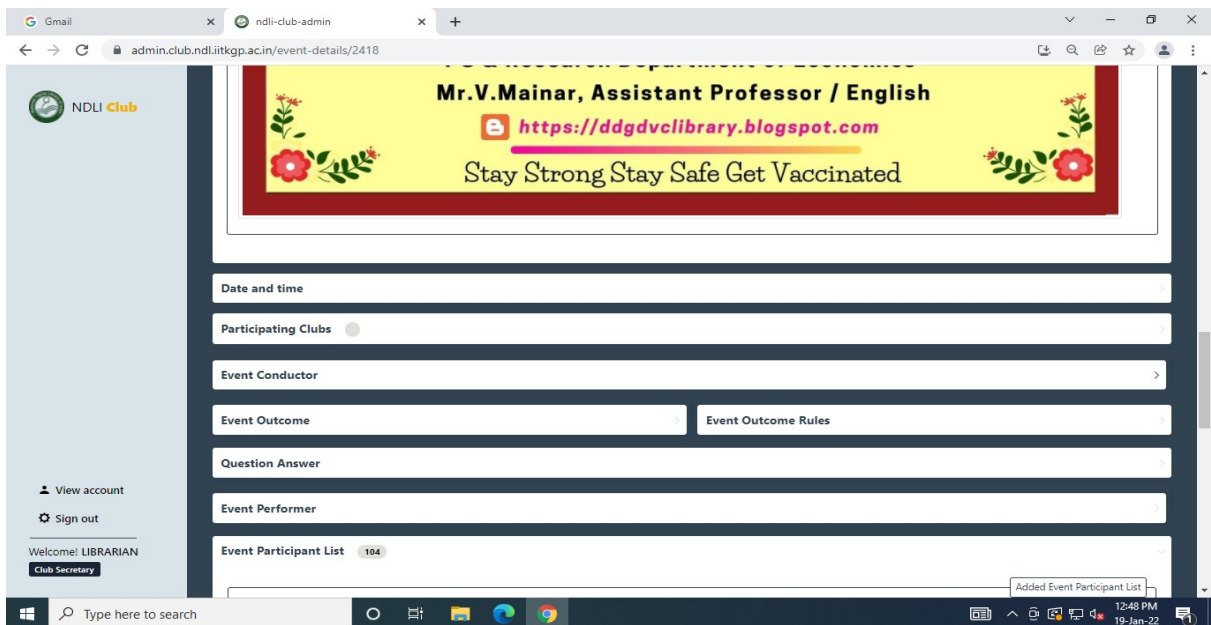 Gmail
ndli-club-admin
admin.club.ndl.iitkgp.ac.in/event-details/2418
NDLI Club
Mr.V.Mainar, Assistant Professor / English
https://ddgdvclibrary.blogspot.com
Stay Strong Stay Safe Get Vaccinated
Date and time
Participating Clubs
Event Conductor
Event Outcome
Event Outcome Rules
Question Answer
Event Performer
Event Participant List 104
Added Event Participant List
View account
Sign out
Welcome! LIBRARIAN
Club Secretary
Type here to search
12:48 PM
19-Jan-22